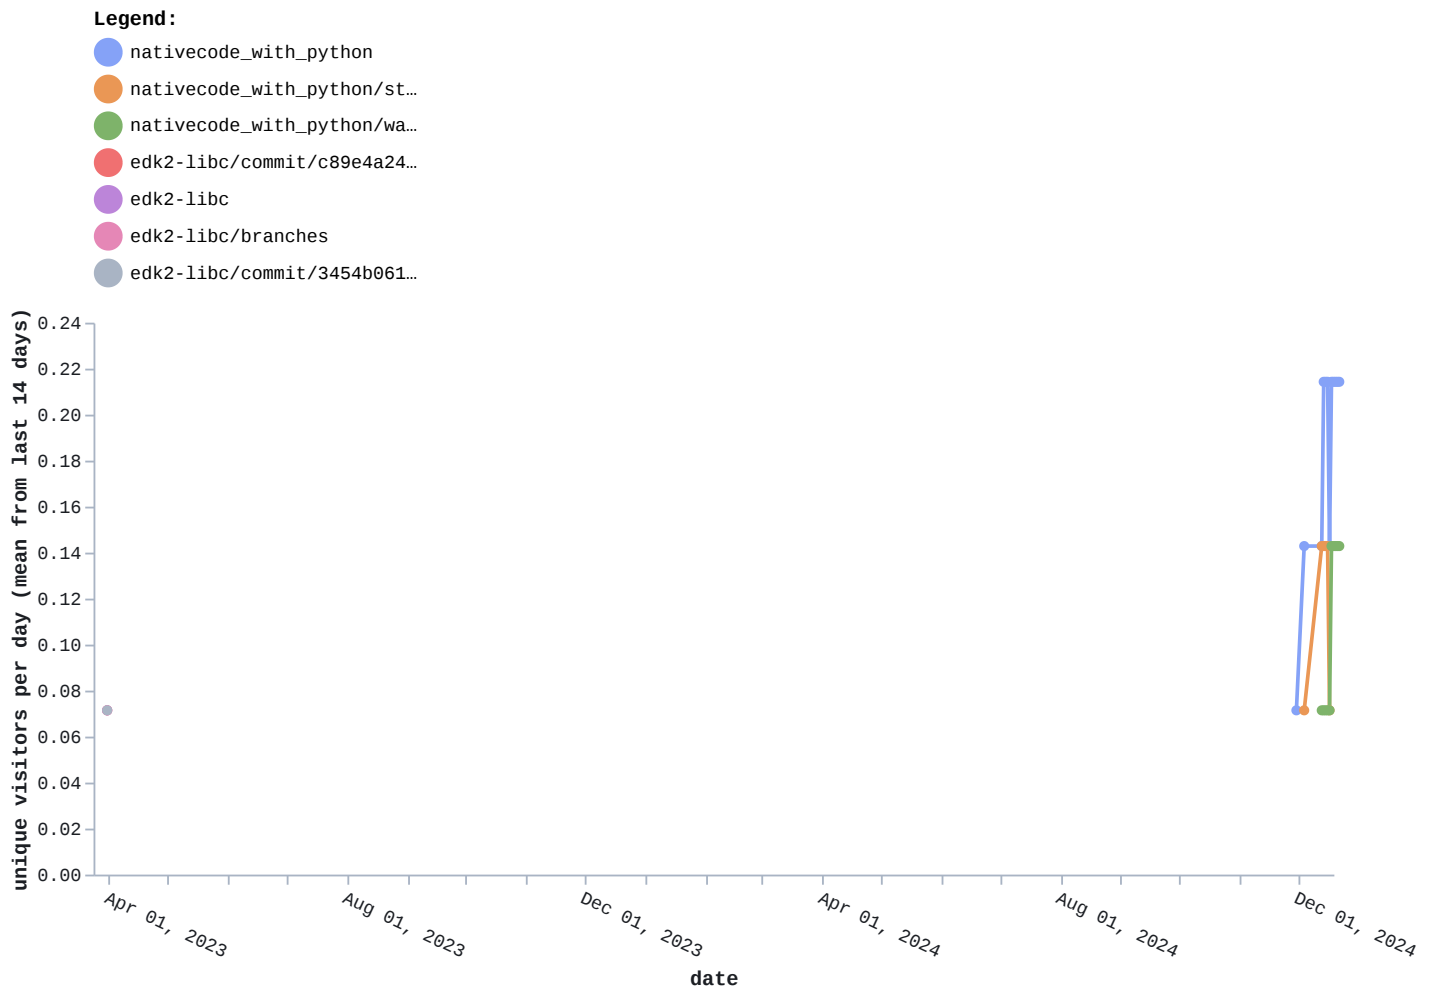 Legend:
nativecode_with_python
nativecode_with_python/st…
nativecode_with_python/wa…
edk2-libc/commit/c89e4a24…
edk2-libc
edk2-libc/branches
edk2-libc/commit/3454b061…
unique visitors per day (mean from last 14 days)
0.24
0.22
0.20
0.18
0.16
0.14
0.12
0.10
0.08
0.06
0.04
0.02
0.00
Apr 01, 2023
Aug 01, 2023
Dec 01, 2023
Apr 01, 2024
Aug 01, 2024
Dec 01, 2024
date